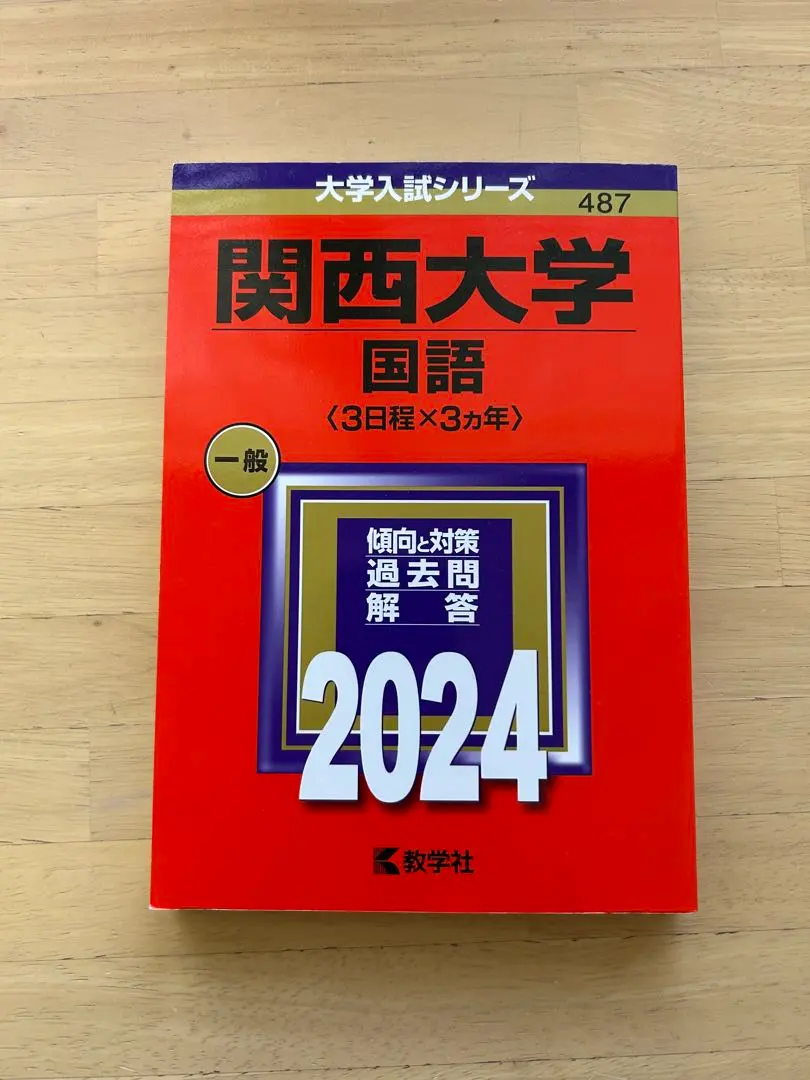 大学入試シリーズ
487
関西大学
国語
〈3日程×3ヵ年〉
一般
傾向と対策
過去問
解答
2024
教学社